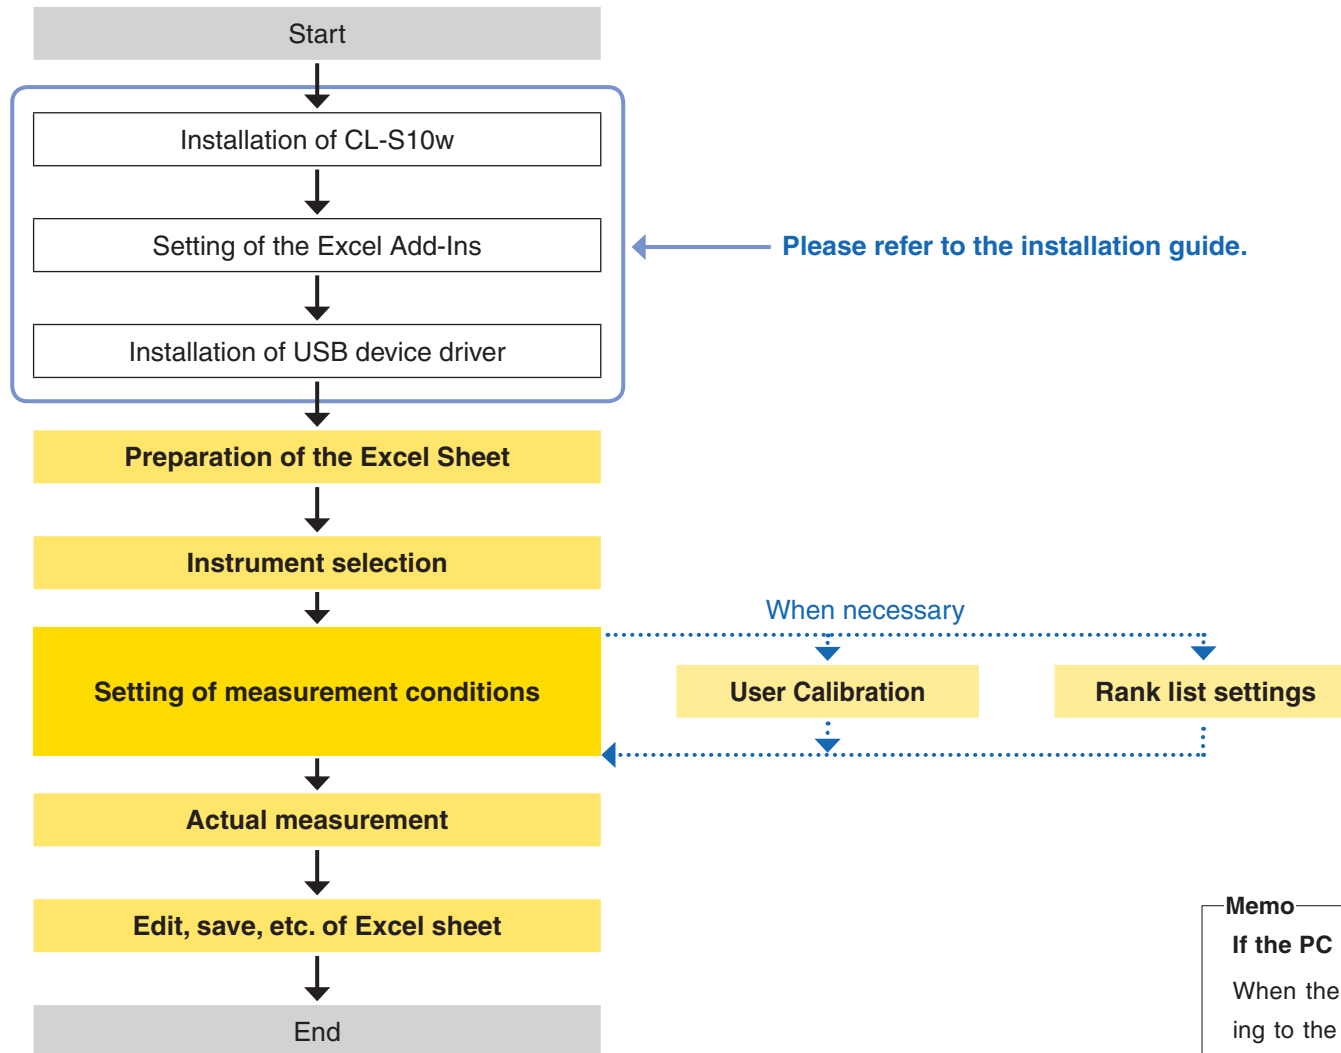 Start
Installation of CL-S10w
Setting of the Excel Add-Ins
Please refer to the installation guide.
Installation of USB device driver
Preparation of the Excel Sheet
Instrument selection
When necessary
Setting of measurement conditions
User Calibration
Rank list settings
Actual measurement
Edit, save, etc. of Excel sheet
Memo
If the PC
When the
ing to the
End